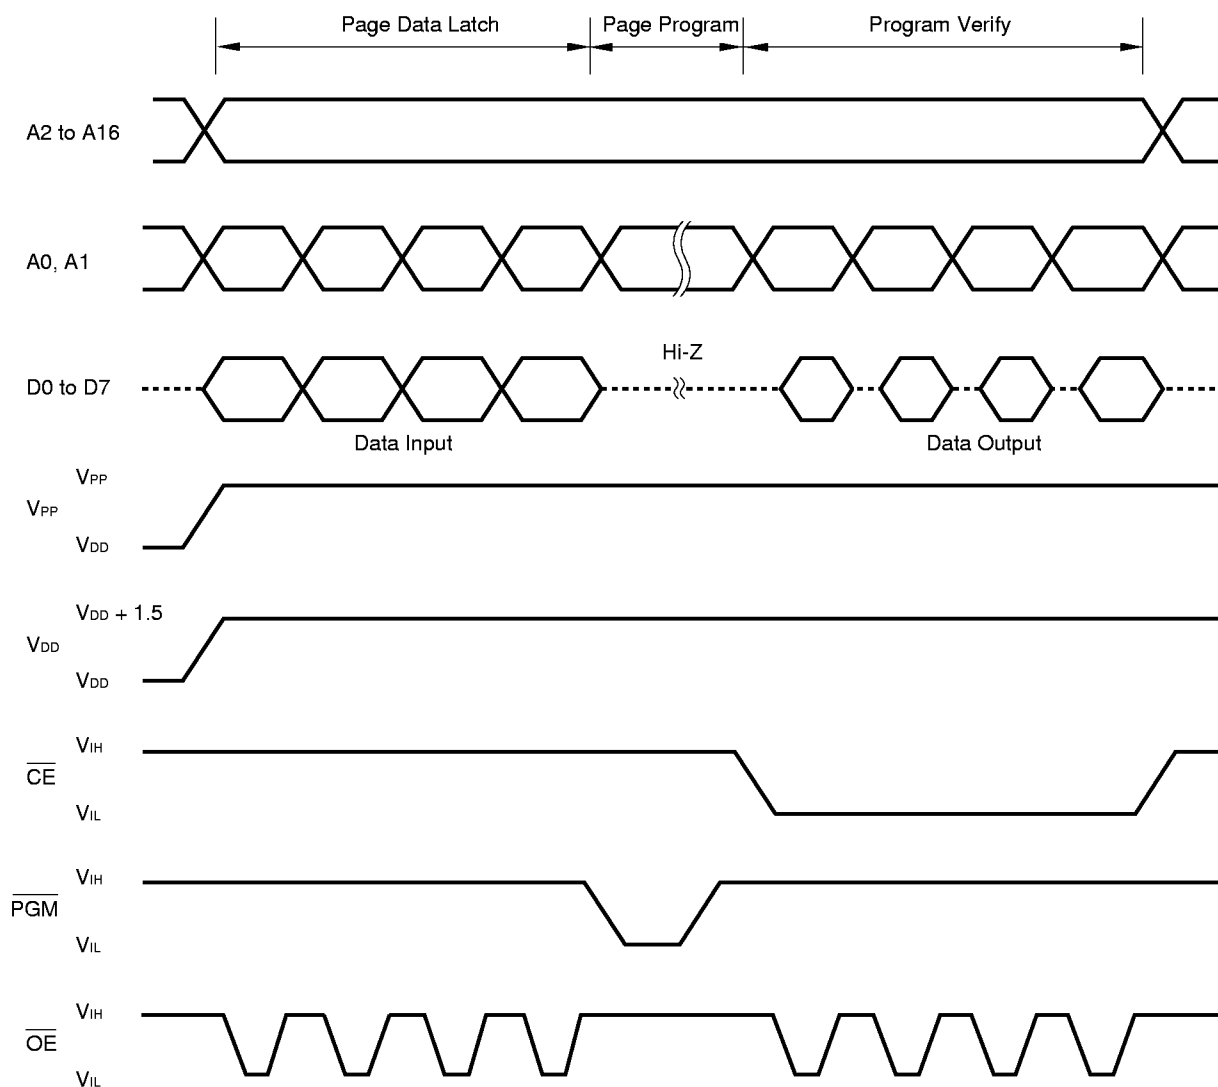 Page Data Latch Page Program Program Verify
A2 to A16
A0, A1
Hi-Z
D0 to D7
Data Input Data Output
VPP
VPP
VDD
VDD + 1.5
VDD
VDD
VIH
CE
VIL
VIH
PGM
VIL
VIH
OE
VIL